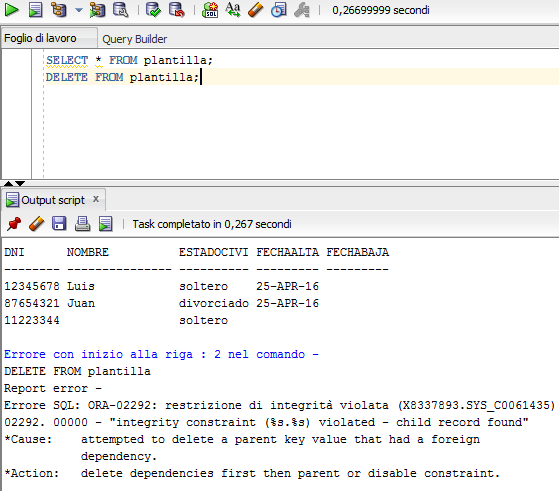 0,26699999 secondi
Foglio di lavoro Query Builder
SELECT * FROM plantilla;
DELETE FROM plantilla;
Output script x
Task completato in 0,267 secondi
DNI      NOMBRE          ESTADOCIVI FECHAALTA FECHABAJA
-------- --------------- ---------- --------- ---------
12345678 Luis            soltero    25-APR-16
87654321 Juan            divorciado 25-APR-16
11223344                 soltero
Errore con inizio alla riga : 2 nel comando -
DELETE FROM plantilla
Report error -
Errore SQL: ORA-02292: restrizione di integrità violata (X8337893.SYS_C0061435)
02292. 00000 - "integrity constraint (%s.%s) violated - child record found"
*Cause:    attempted to delete a parent key value that had a foreign
           dependency.
*Action:   delete dependencies first then parent or disable constraint.